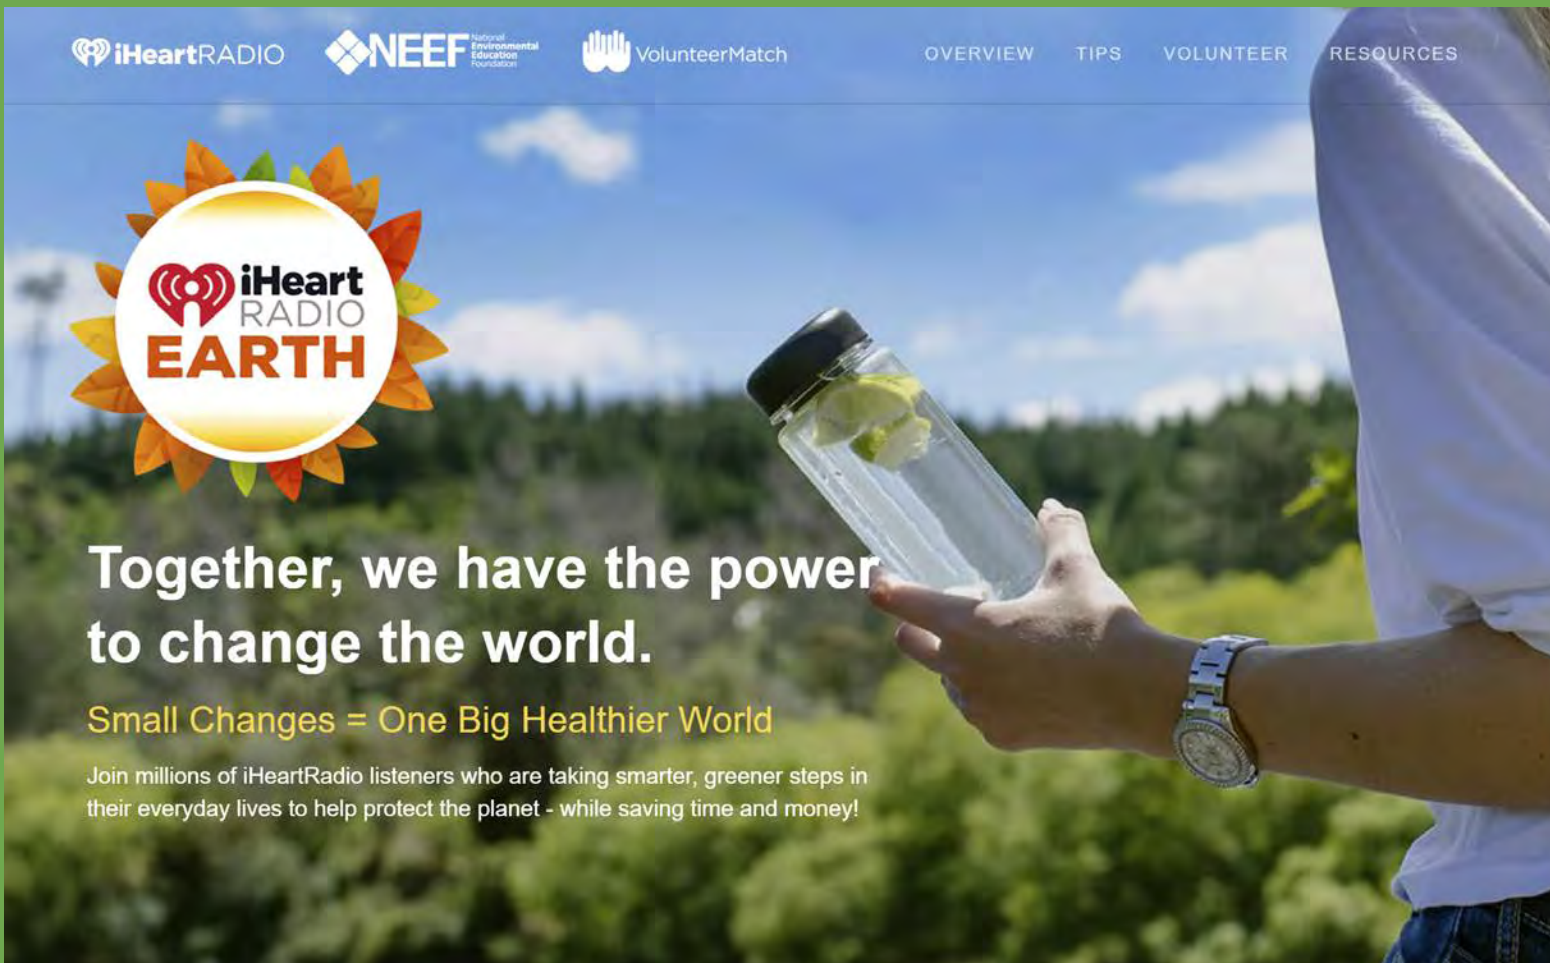 iHeartRADIO
NEEF National
Environmental
Education
Foundation
VolunteerMatch
OVERVIEW TIPS VOLUNTEER RESOURCES
iHeart
RADIO
EARTH
Together, we have the power
to change the world.
Small Changes = One Big Healthier World
Join millions of iHeartRadio listeners who are taking smarter, greener steps in
their everyday lives to help protect the planet - while saving time and money!